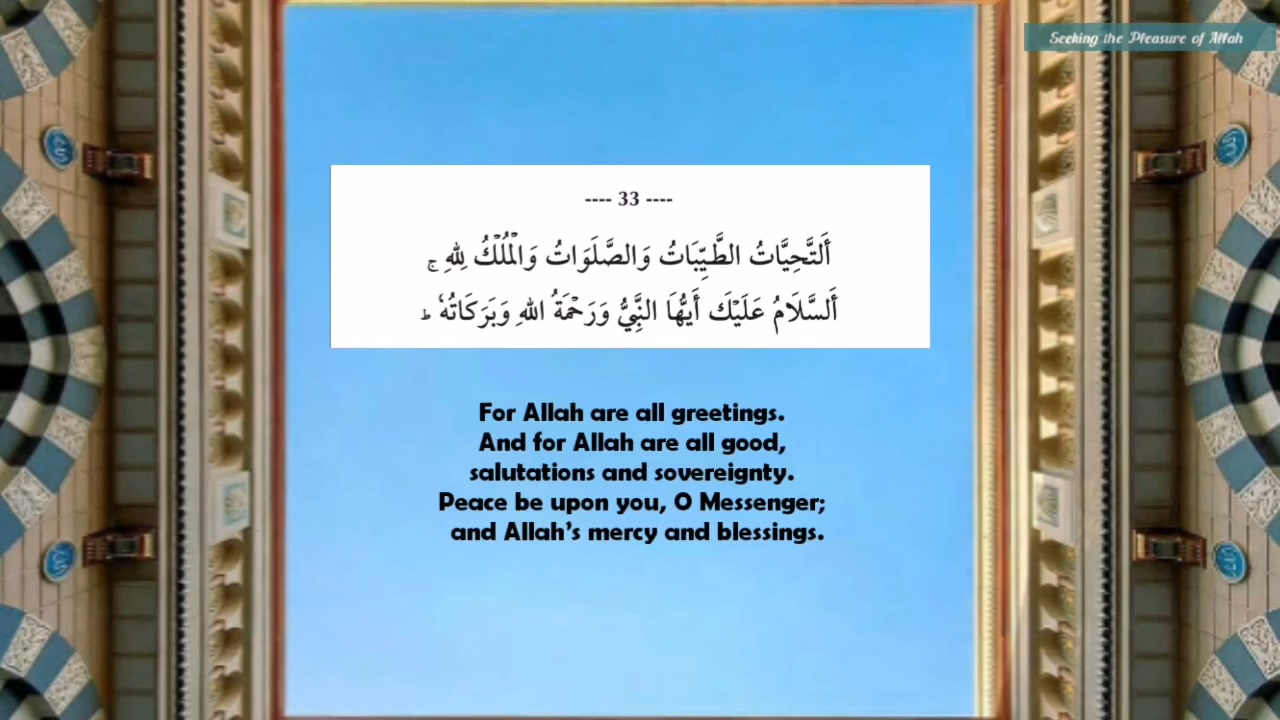 Seeking the Pleasure of Allah
---- 33 ----
أَلتَّحِيَّاتُ الطَّيِّبَاتُ وَالصَّلَوَاتُ وَالْمُلْكُ لِلّٰهِ ۚ
أَلسَّلَامُ عَلَيْكَ أَيُّهَا النَّبِيُّ وَرَحْمَةُ اللهِ وَبَرَكَاتُهٗ ؕ
For Allah are all greetings.
And for Allah are all good,
salutations and sovereignty.
Peace be upon you, O Messenger;
and Allah’s mercy and blessings.